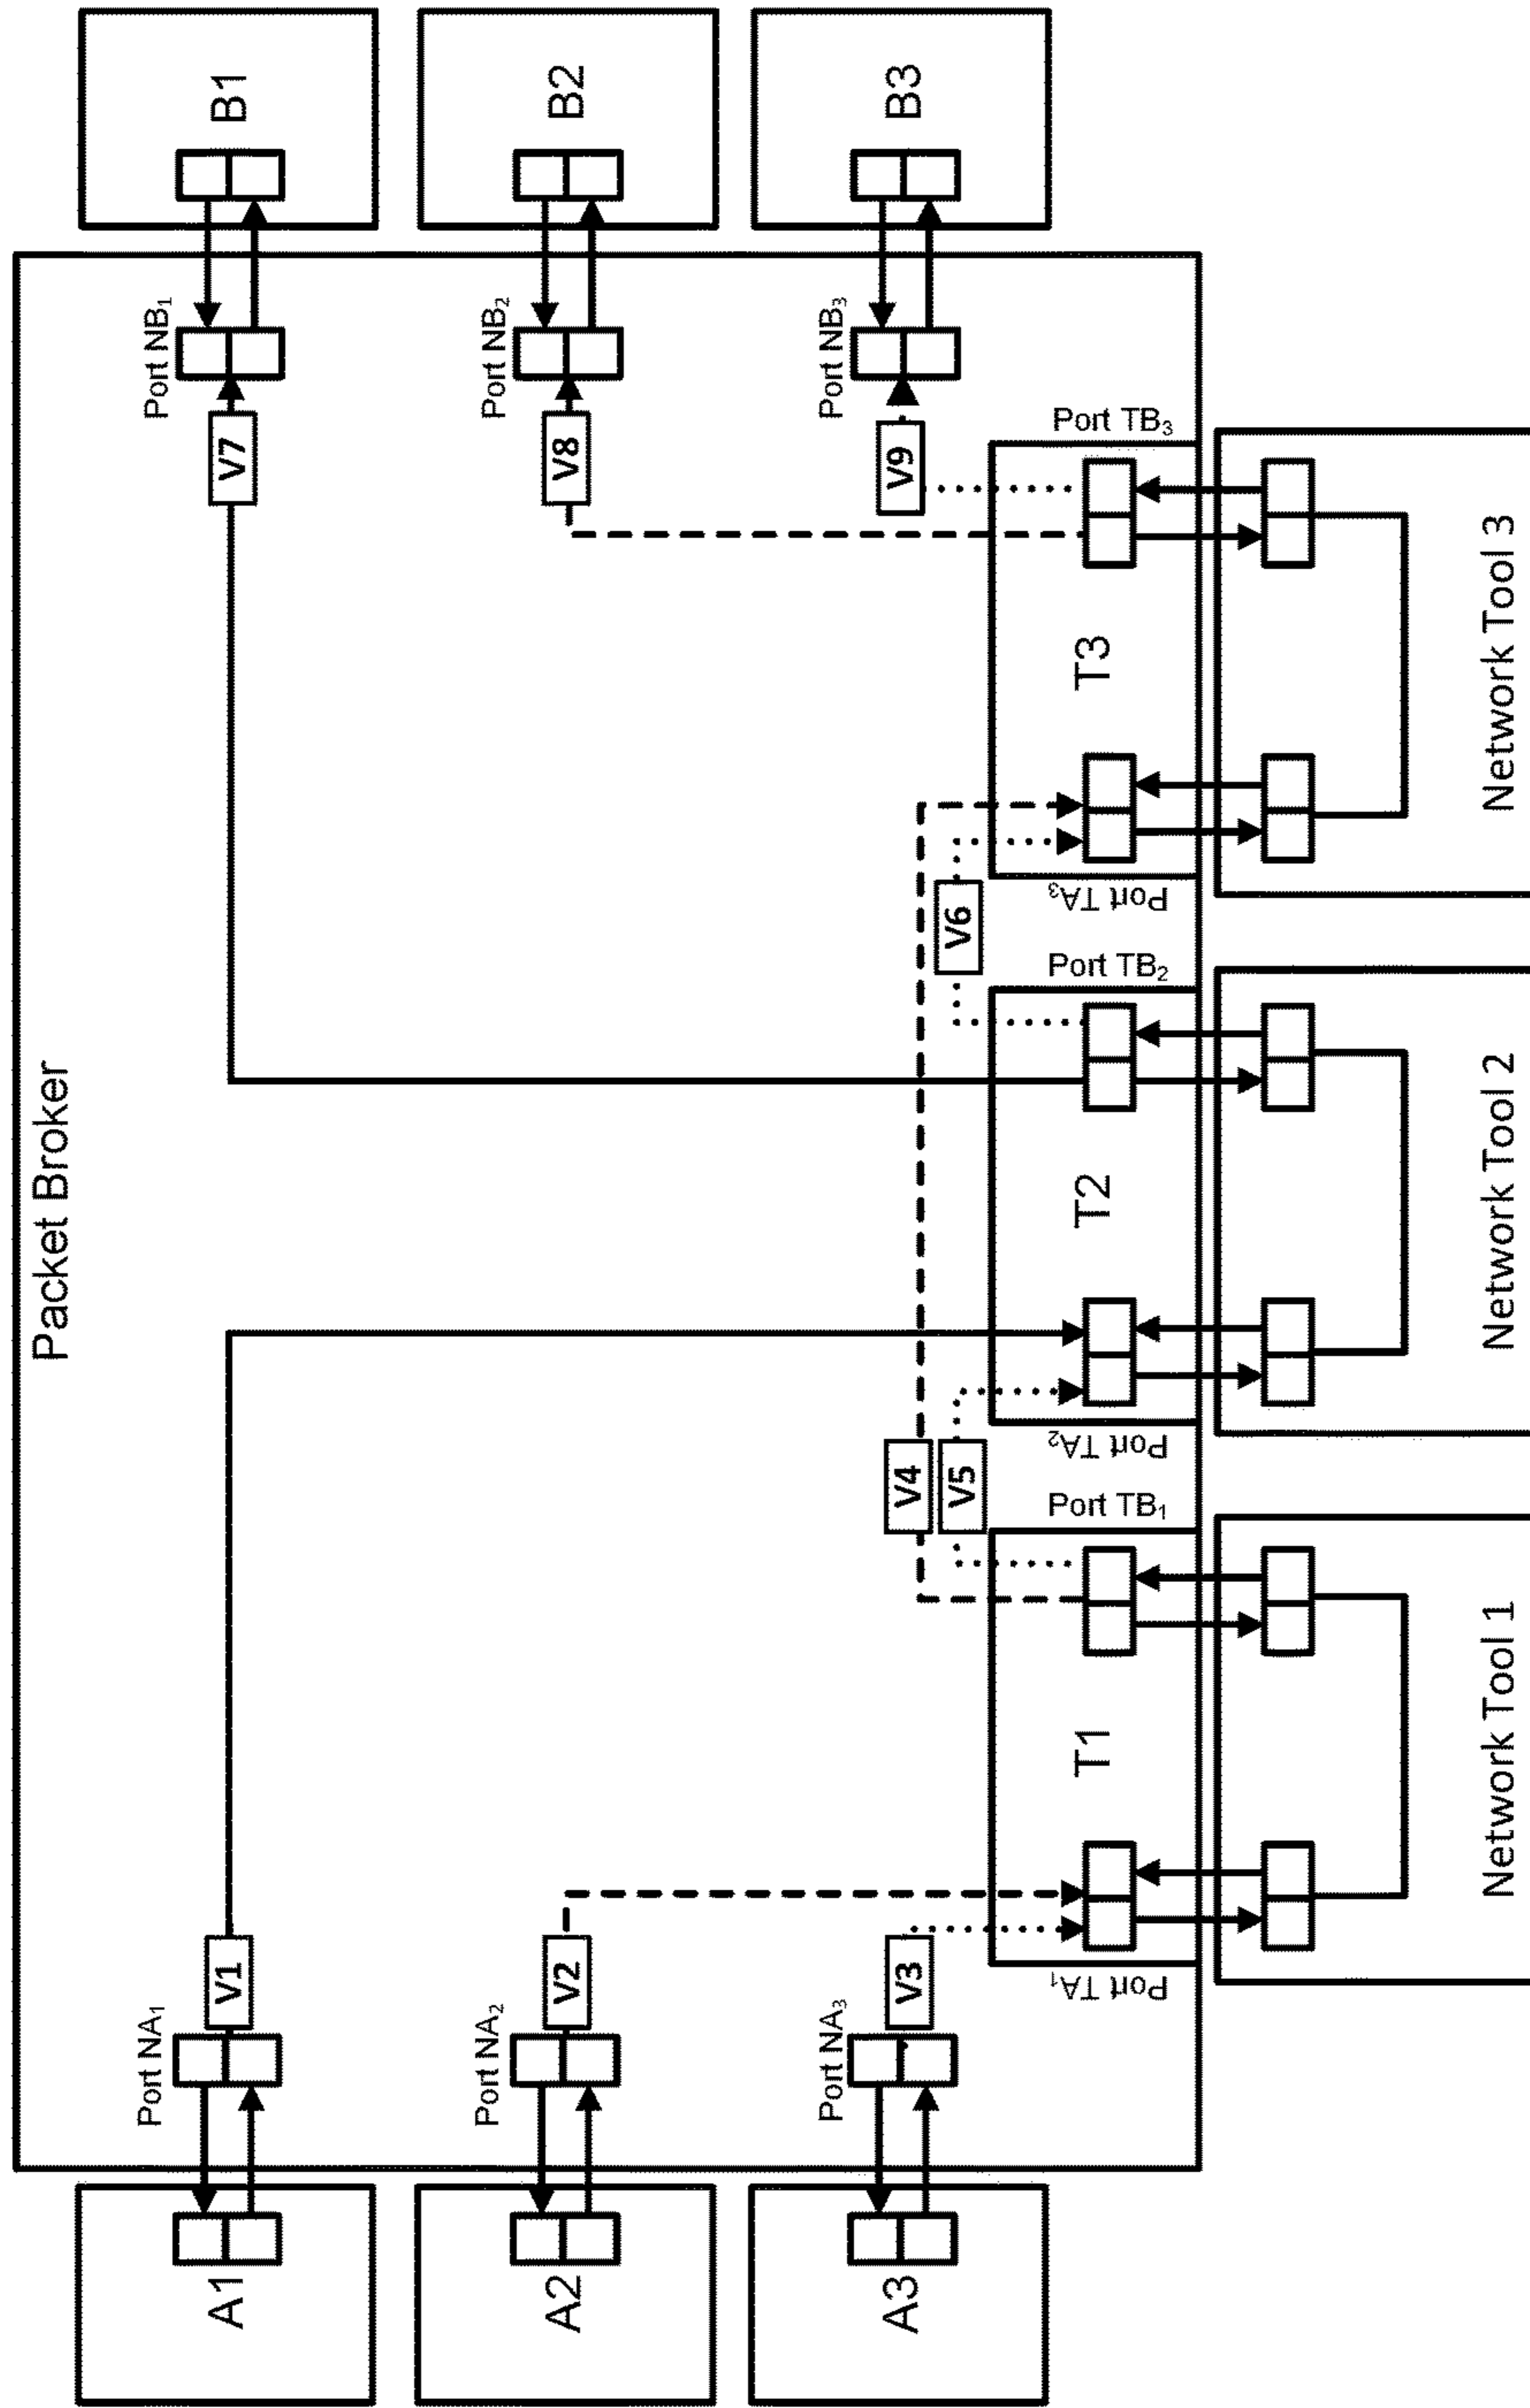 Packet Broker
A1
Port NA₁
V1
V7
Port NB₁
B1
A2
Port NA₂
V2
V8
Port NB₂
B2
A3
Port NA₃
V3
V4
V5
V6
V9
Port NB₃
B3
Port TA₁
T1
Port TB₁
Port TA₂
T2
Port TB₂
Port TA₃
T3
Port TB₃
Network Tool 1
Network Tool 2
Network Tool 3